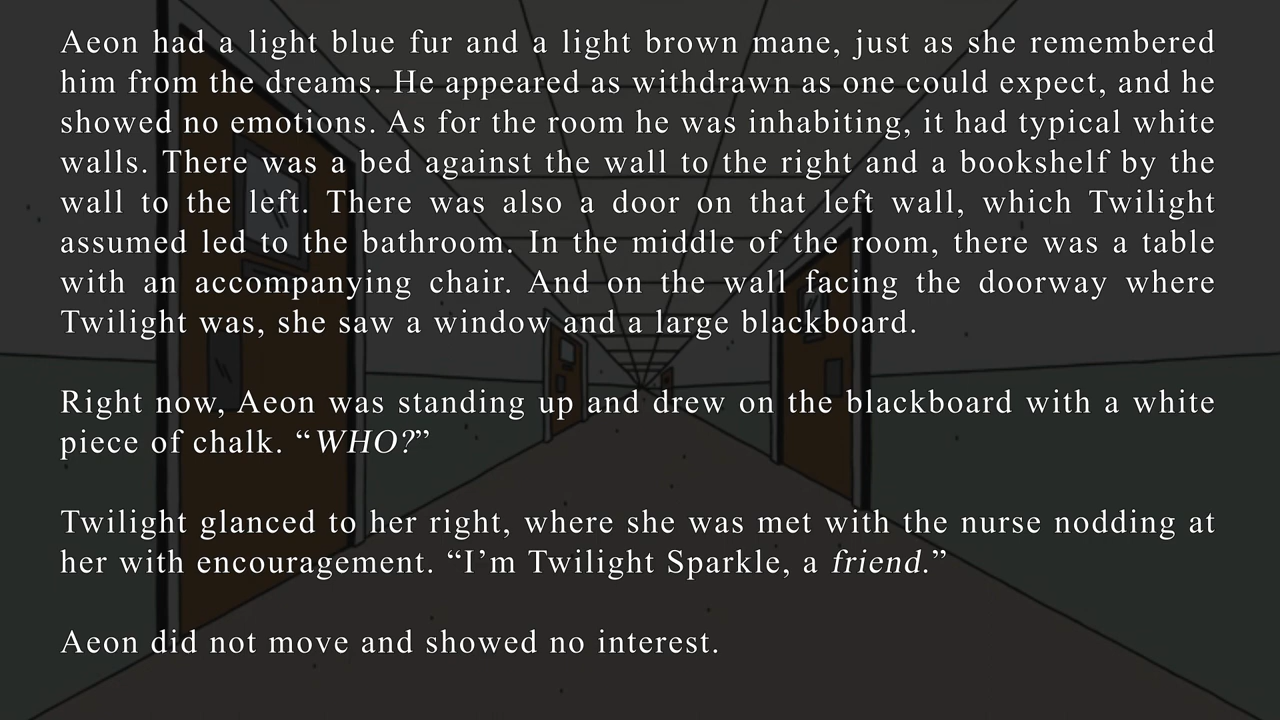 Aeon had a light blue fur and a light brown mane, just as she remembered
him from the dreams. He appeared as withdrawn as one could expect, and he
showed no emotions. As for the room he was inhabiting, it had typical white
walls. There was a bed against the wall to the right and a bookshelf by the
wall to the left. There was also a door on that left wall, which Twilight
assumed led to the bathroom. In the middle of the room, there was a table
with an accompanying chair. And on the wall facing the doorway where
Twilight was, she saw a window and a large blackboard.
Right now, Aeon was standing up and drew on the blackboard with a white
piece of chalk. “WHO?”
Twilight glanced to her right, where she was met with the nurse nodding at
her with encouragement. “I’m Twilight Sparkle, a friend.”
Aeon did not move and showed no interest.